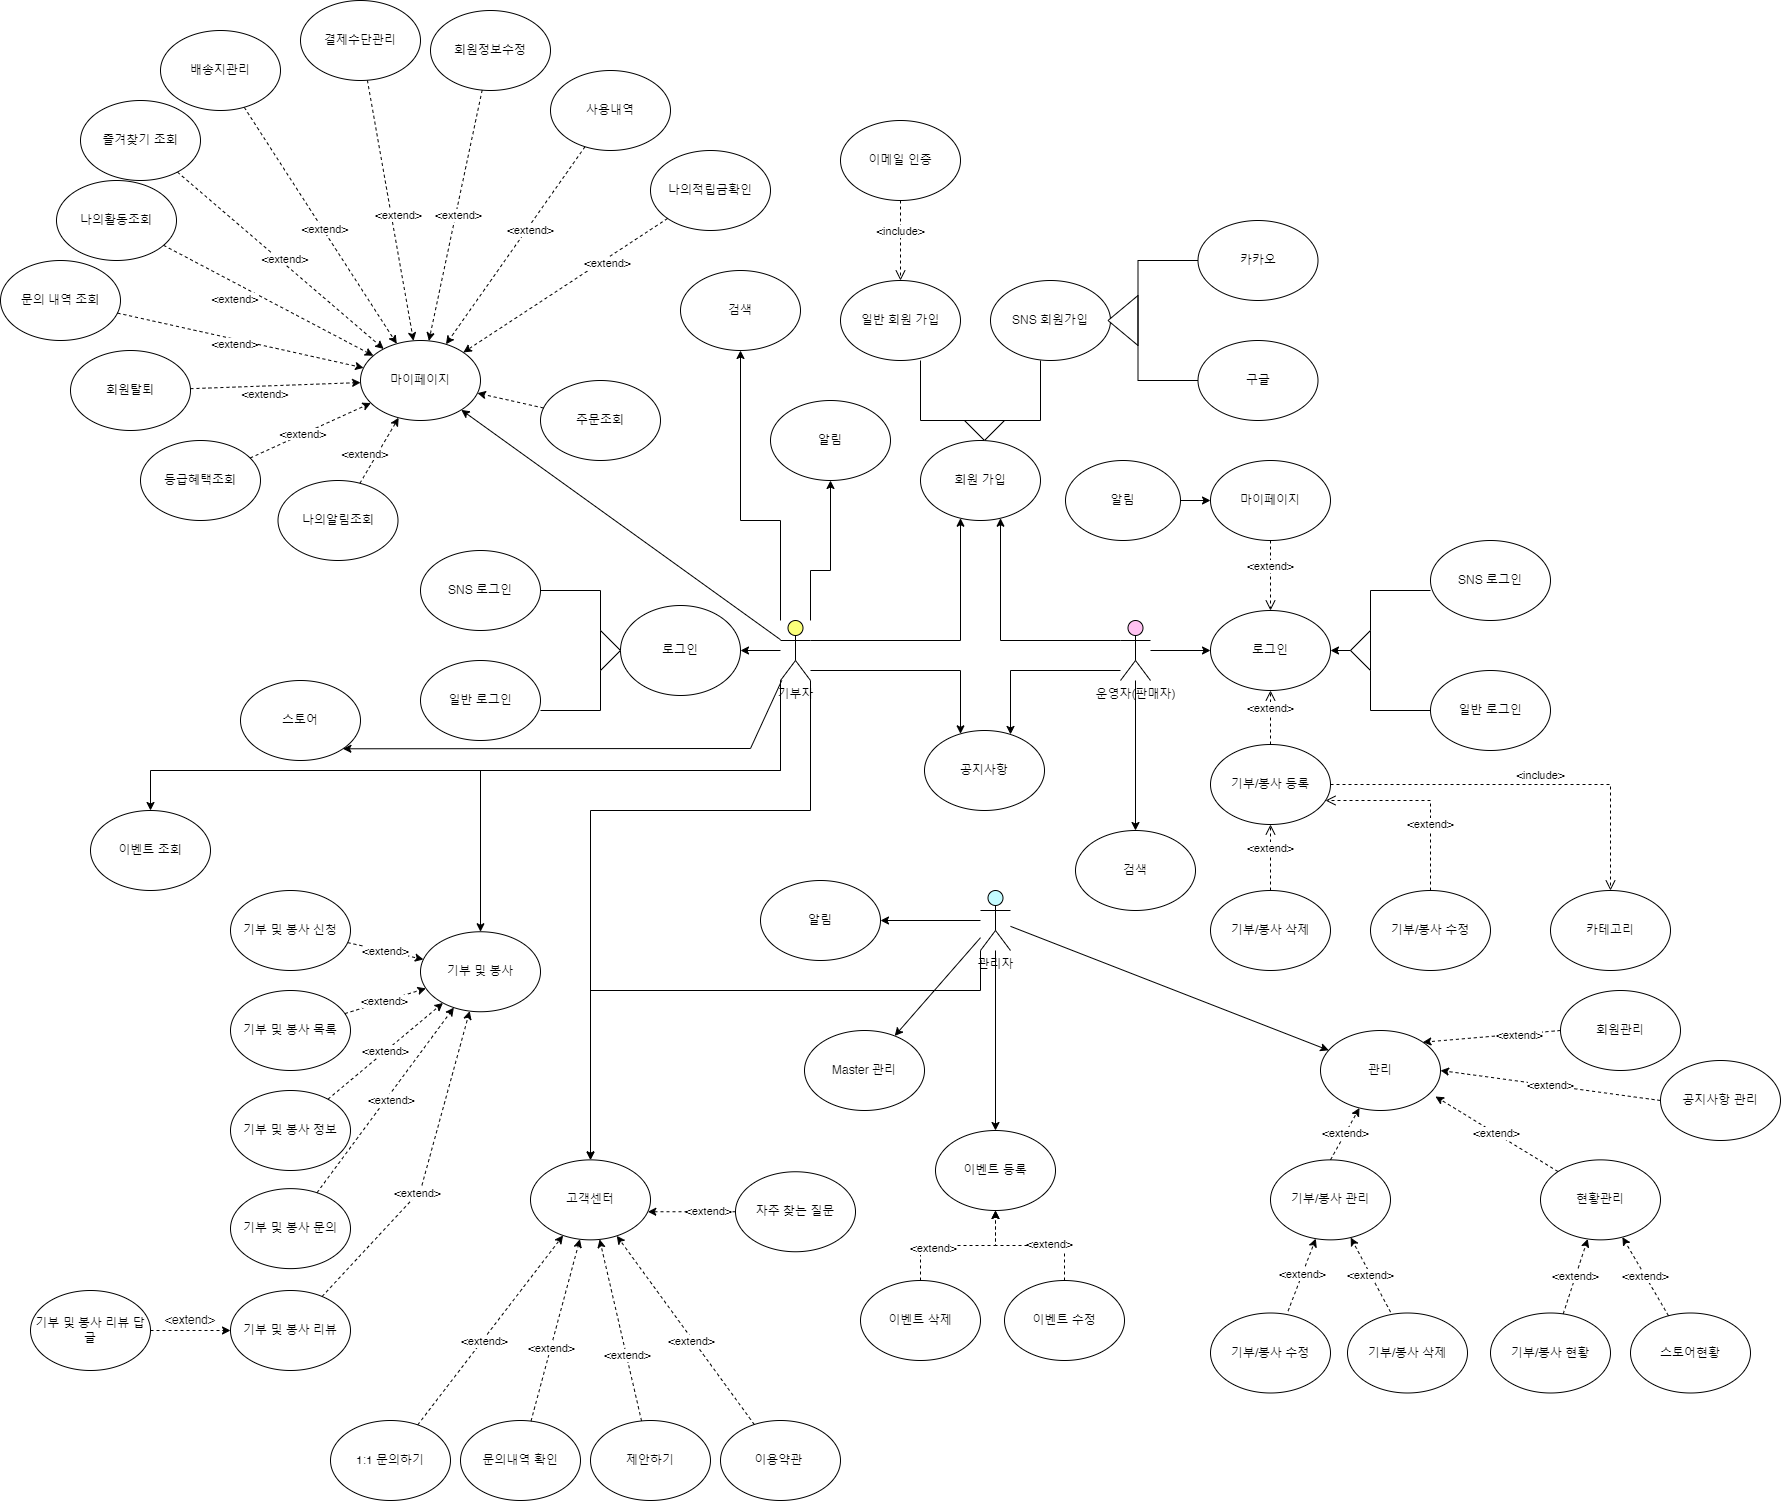 결제수단관리
회원정보수정
배송지관리
사용내역
즐겨찾기 조회
이메일 인증
나의적립금확인
나의활동조회
<extend>
<extend>
<extend>
<extend>
<include>
<extend>
<extend>
카카오
문의 내역 조회
<extend>
검색
일반 회원 가입
SNS 회원가입
<extend>
마이페이지
구글
회원탈퇴
<extend>
주문조회
<extend>
알림
<extend>
등급혜택조회
회원 가입
알림
마이페이지
나의알림조회
<extend>
SNS 로그인
SNS 로그인
로그인
로그인
기부자
운영자(판매자)
일반 로그인
<extend>
일반 로그인
스토어
공지사항
기부/봉사 등록
<include>
<extend>
이벤트 조회
<extend>
검색
알림
기부 및 봉사 신청
기부/봉사 삭제
기부/봉사 수정
카테고리
<extend>
관리자
기부 및 봉사
<extend>
기부 및 봉사 목록
회원관리
<extend>
<extend>
Master 관리
관리
<extend>
<extend>
공지사항 관리
기부 및 봉사 정보
<extend>
<extend>
이벤트 등록
<extend>
고객센터
기부/봉사 관리
현황관리
<extend>
자주 찾는 질문
기부 및 봉사 문의
<extend>
<extend>
<extend>
<extend>
<extend>
<extend>
이벤트 삭제
이벤트 수정
<extend>
기부 및 봉사 리뷰 답
글
기부 및 봉사 리뷰
<extend>
<extend>
<extend>
<extend>
기부/봉사 수정
기부/봉사 삭제
기부/봉사 현황
스토어현황
1:1 문의하기
문의내역 확인
제안하기
이용약관